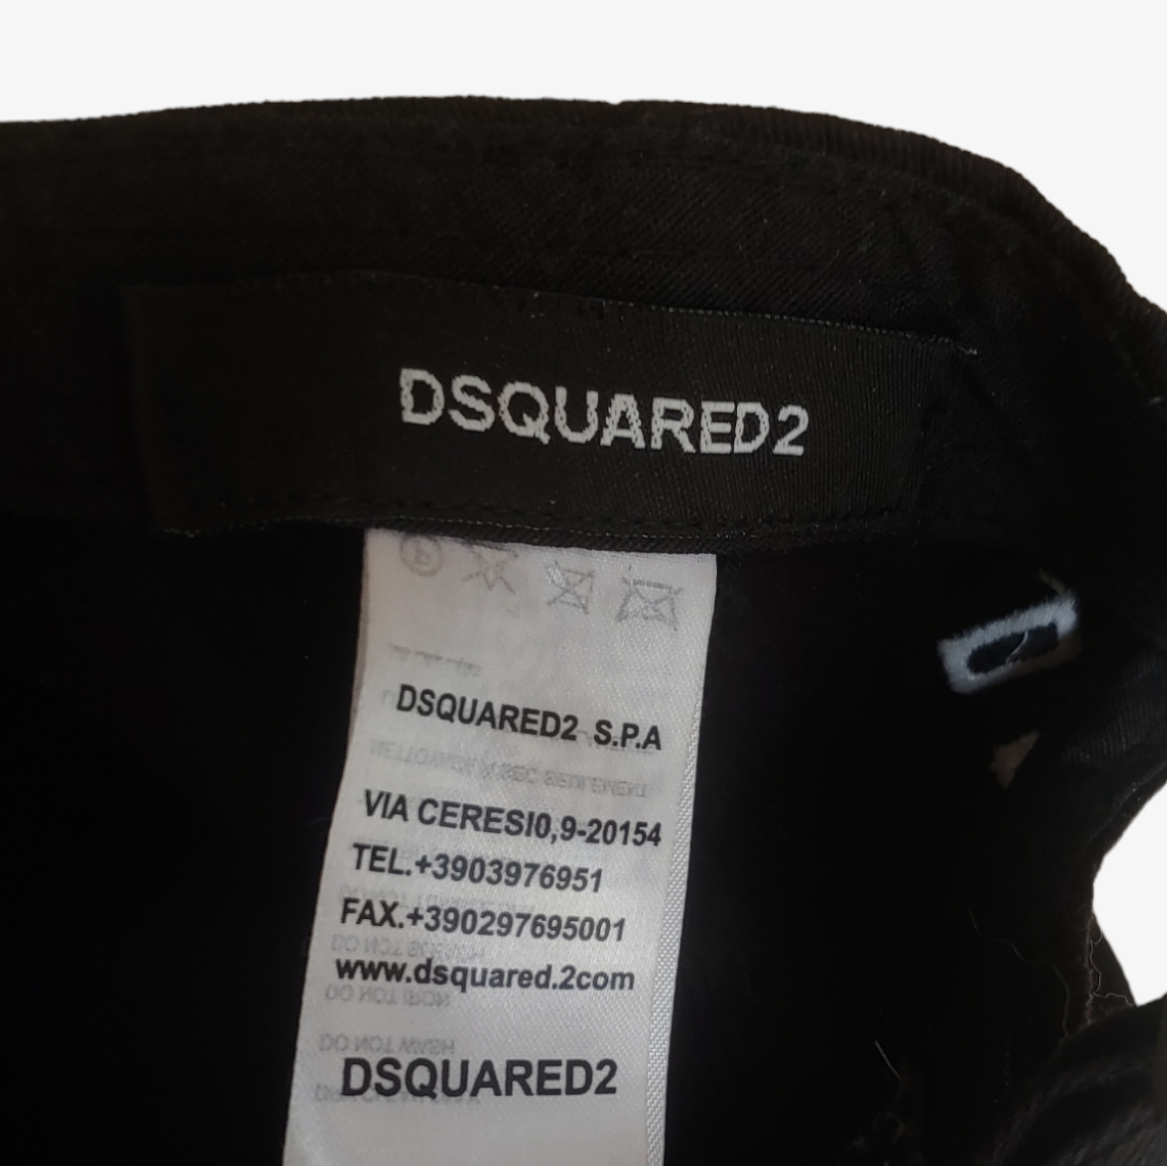 DSQUARED2
DSQUARED2 S.P.A
VIA CERESI0,9-20154
TEL.+3903976951
FAX.+390297695001
www.dsquared.2com
DSQUARED2